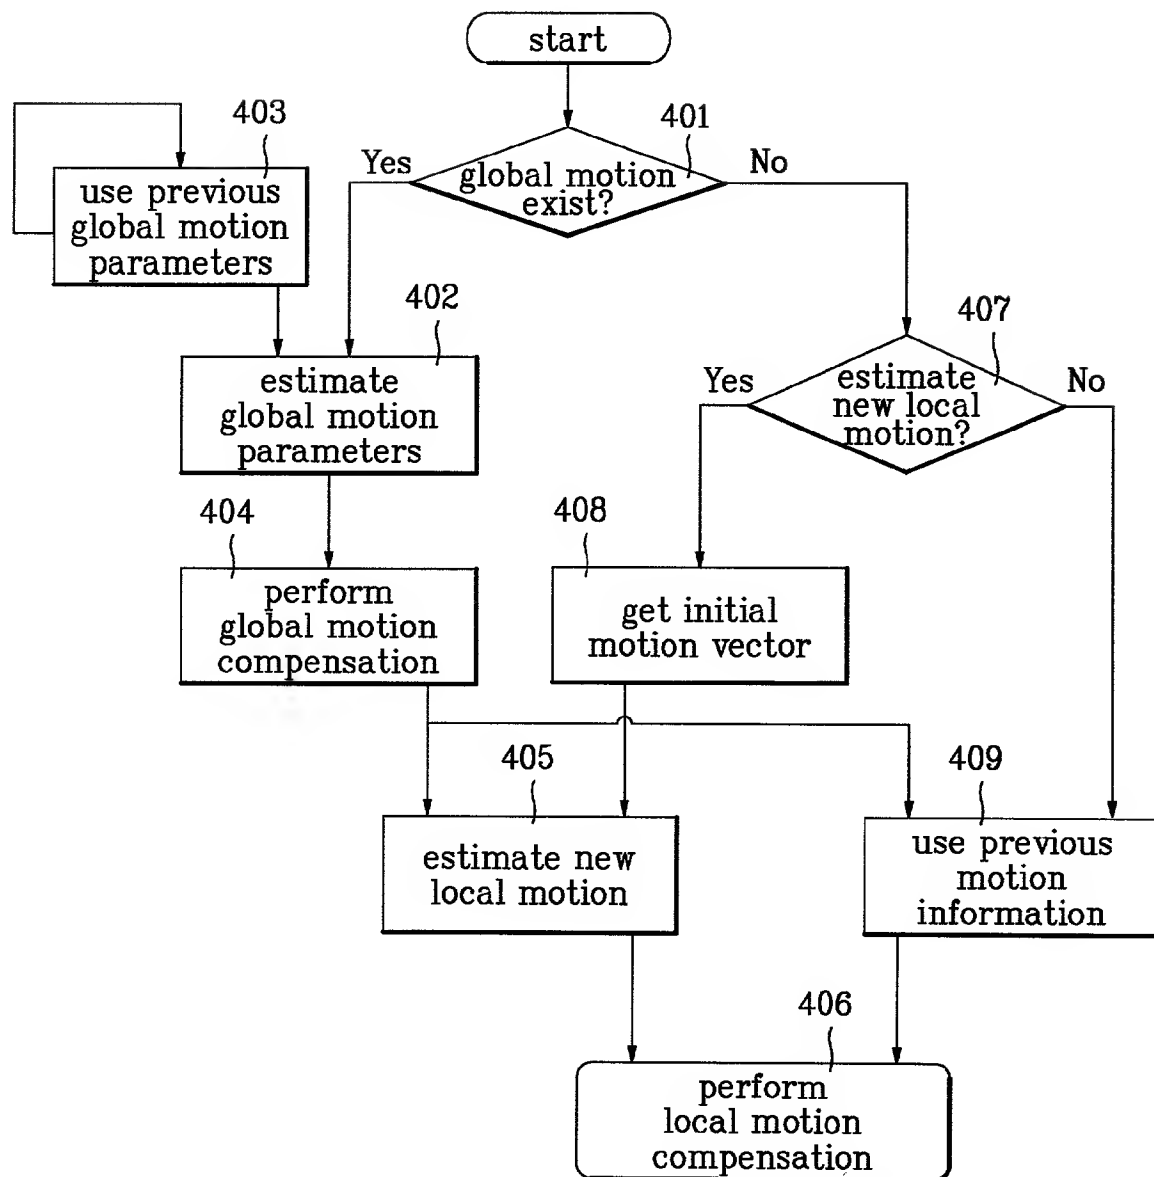 start
401
403
Yes
No
global motion
exist?
use previous
global motion
parameters
402
407
estimate
global motion
parameters
Yes
No
estimate
new local
motion?
404
408
perform
global motion
compensation
get initial
motion vector
405
409
estimate new
local motion
use previous
motion
information
406
perform
local motion
compensation